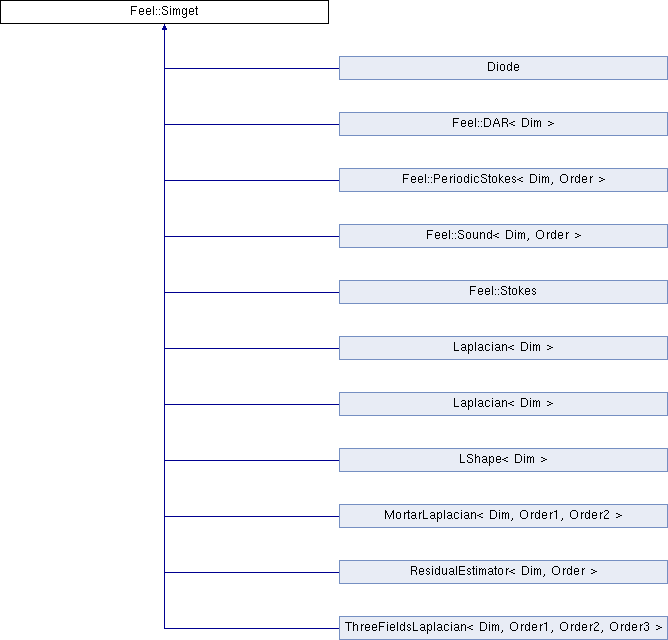 Feel::Simget
Diode
Feel::DAR< Dim >
Feel::PeriodicStokes< Dim, Order >
Feel::Sound< Dim, Order >
Feel::Stokes
Laplacian< Dim >
Laplacian< Dim >
LShape< Dim >
MortarLaplacian< Dim, Order1, Order2 >
ResidualEstimator< Dim, Order >
ThreeFieldsLaplacian< Dim, Order1, Order2, Order3 >